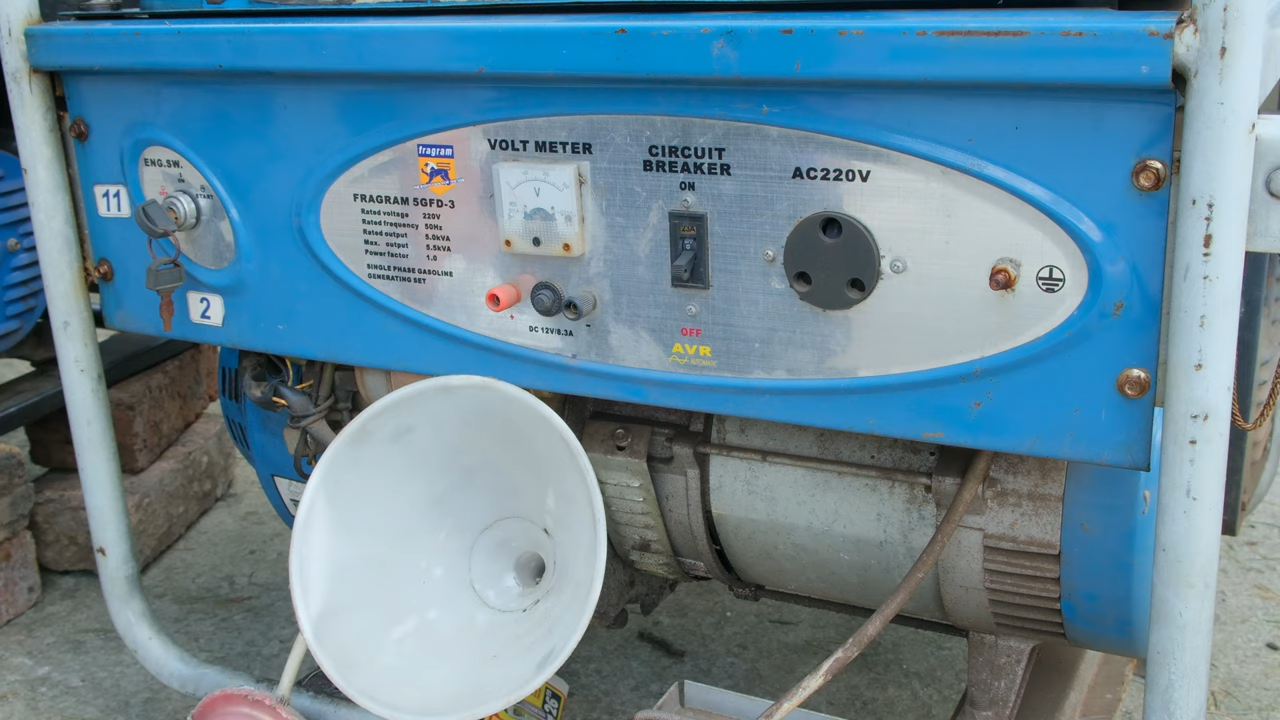 ENG.SW.
ON
START
11
2
fragram
FRAGRAM 5GFD-3
Rated voltage 220V
Rated frequency 50Hz
Rated output 5.0kVA
Max. output 5.5kVA
Power factor 1.0
SINGLE PHASE GASOLINE
GENERATING SET
VOLT METER
V
+
DC 12V/8.3A
-
CIRCUIT
BREAKER
ON
OFF
AVR
AUTOMATIC
AC220V